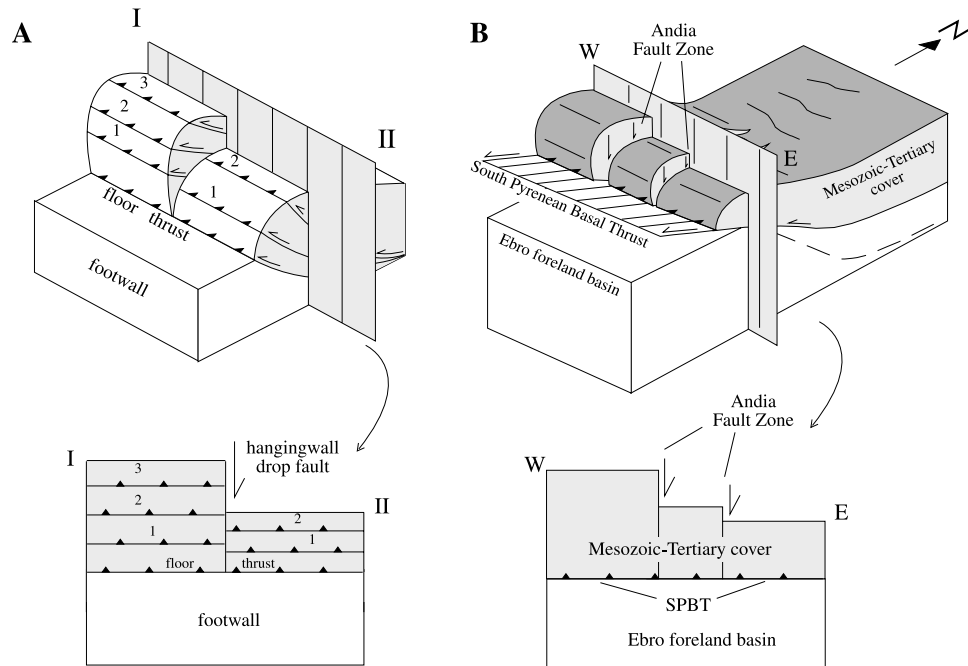 A
I
II
3
2
1
2
1
floor thrust
footwall
hangingwall
drop fault
I
II
3
2
1
2
1
floor
thrust
footwall
B
Andia
Fault Zone
N
W
E
Mesozoic-Tertiary
cover
South Pyrenean Basal Thrust
Ebro foreland basin
Andia
Fault Zone
W
E
Mesozoic-Tertiary cover
SPBT
Ebro foreland basin